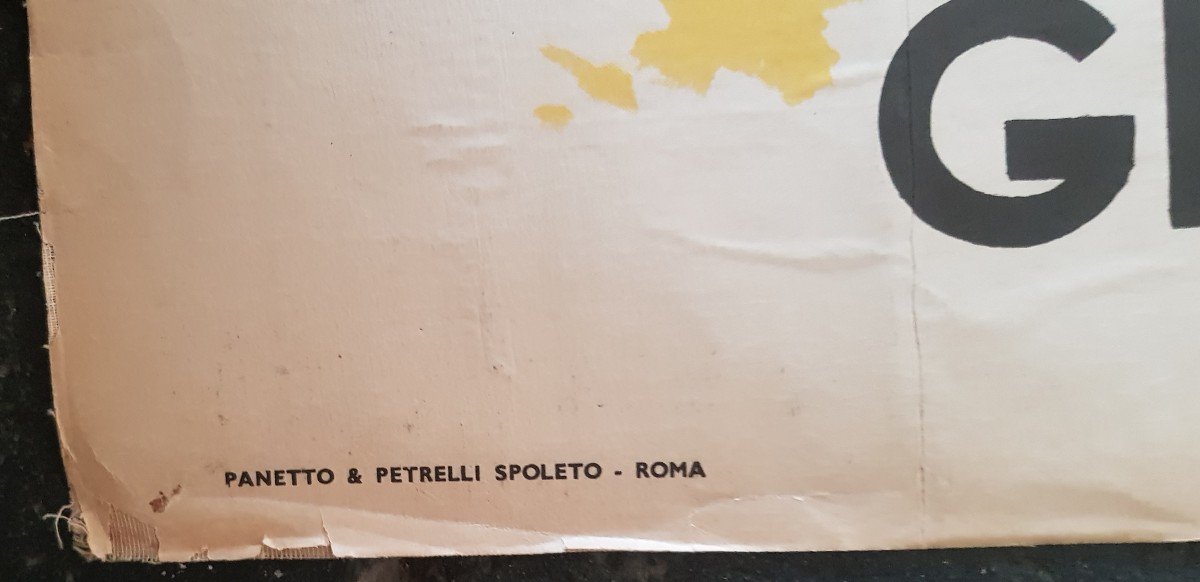 G
PANETTO & PETRELLI SPOLETO - ROMA